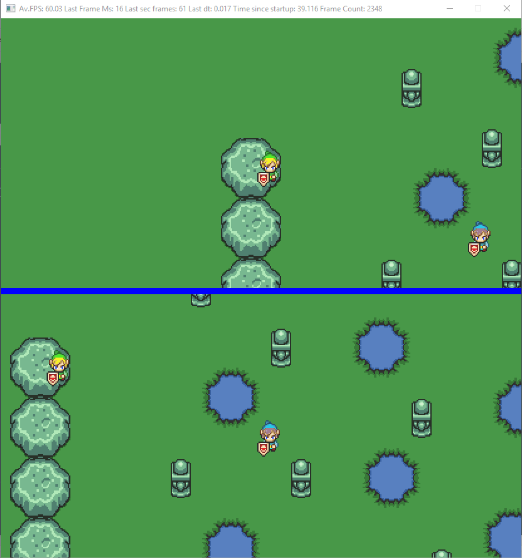 Av.FPS: 60.03 Last Frame Ms: 16 Last sec frames: 61 Last dt: 0.017 Time since startup: 39.116 Frame Count: 2348